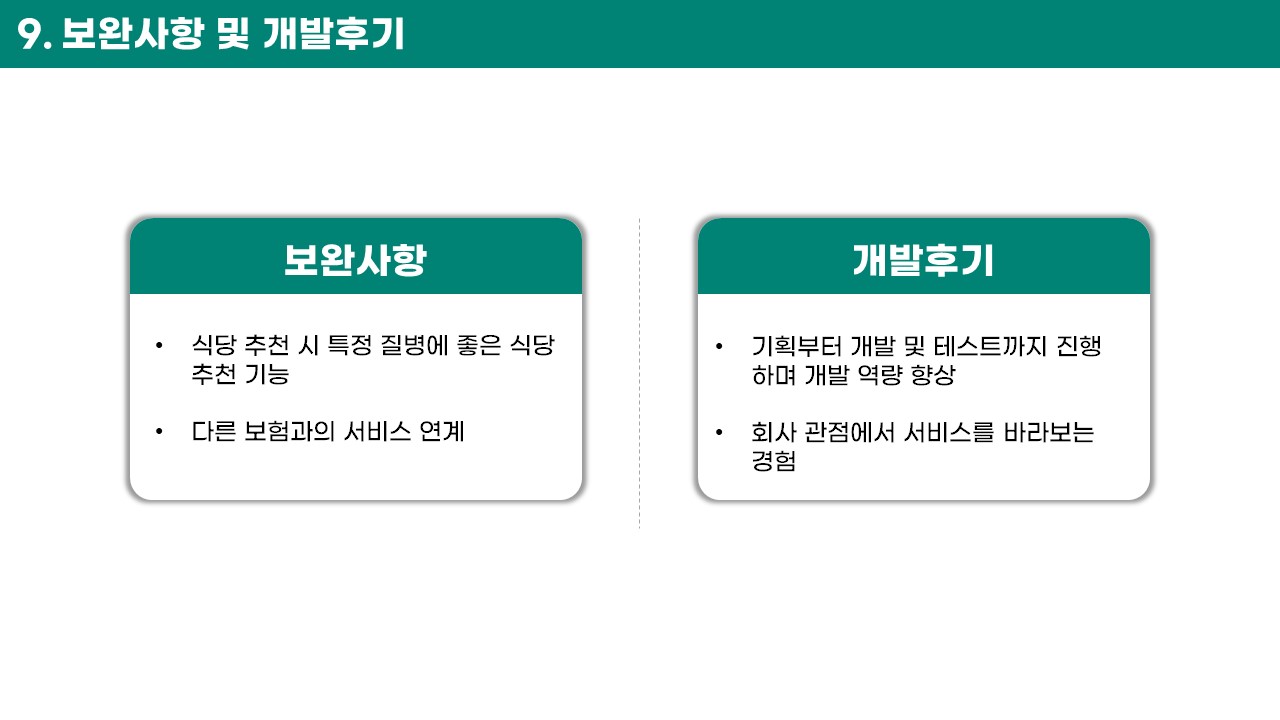 9. 보완사항 및 개발후기
보완사항
• 식당 추천 시 특정 질병에 좋은 식당
추천 기능
• 다른 보험과의 서비스 연계
개발후기
• 기획부터 개발 및 테스트까지 진행
하며 개발 역량 향상
• 회사 관점에서 서비스를 바라보는
경험